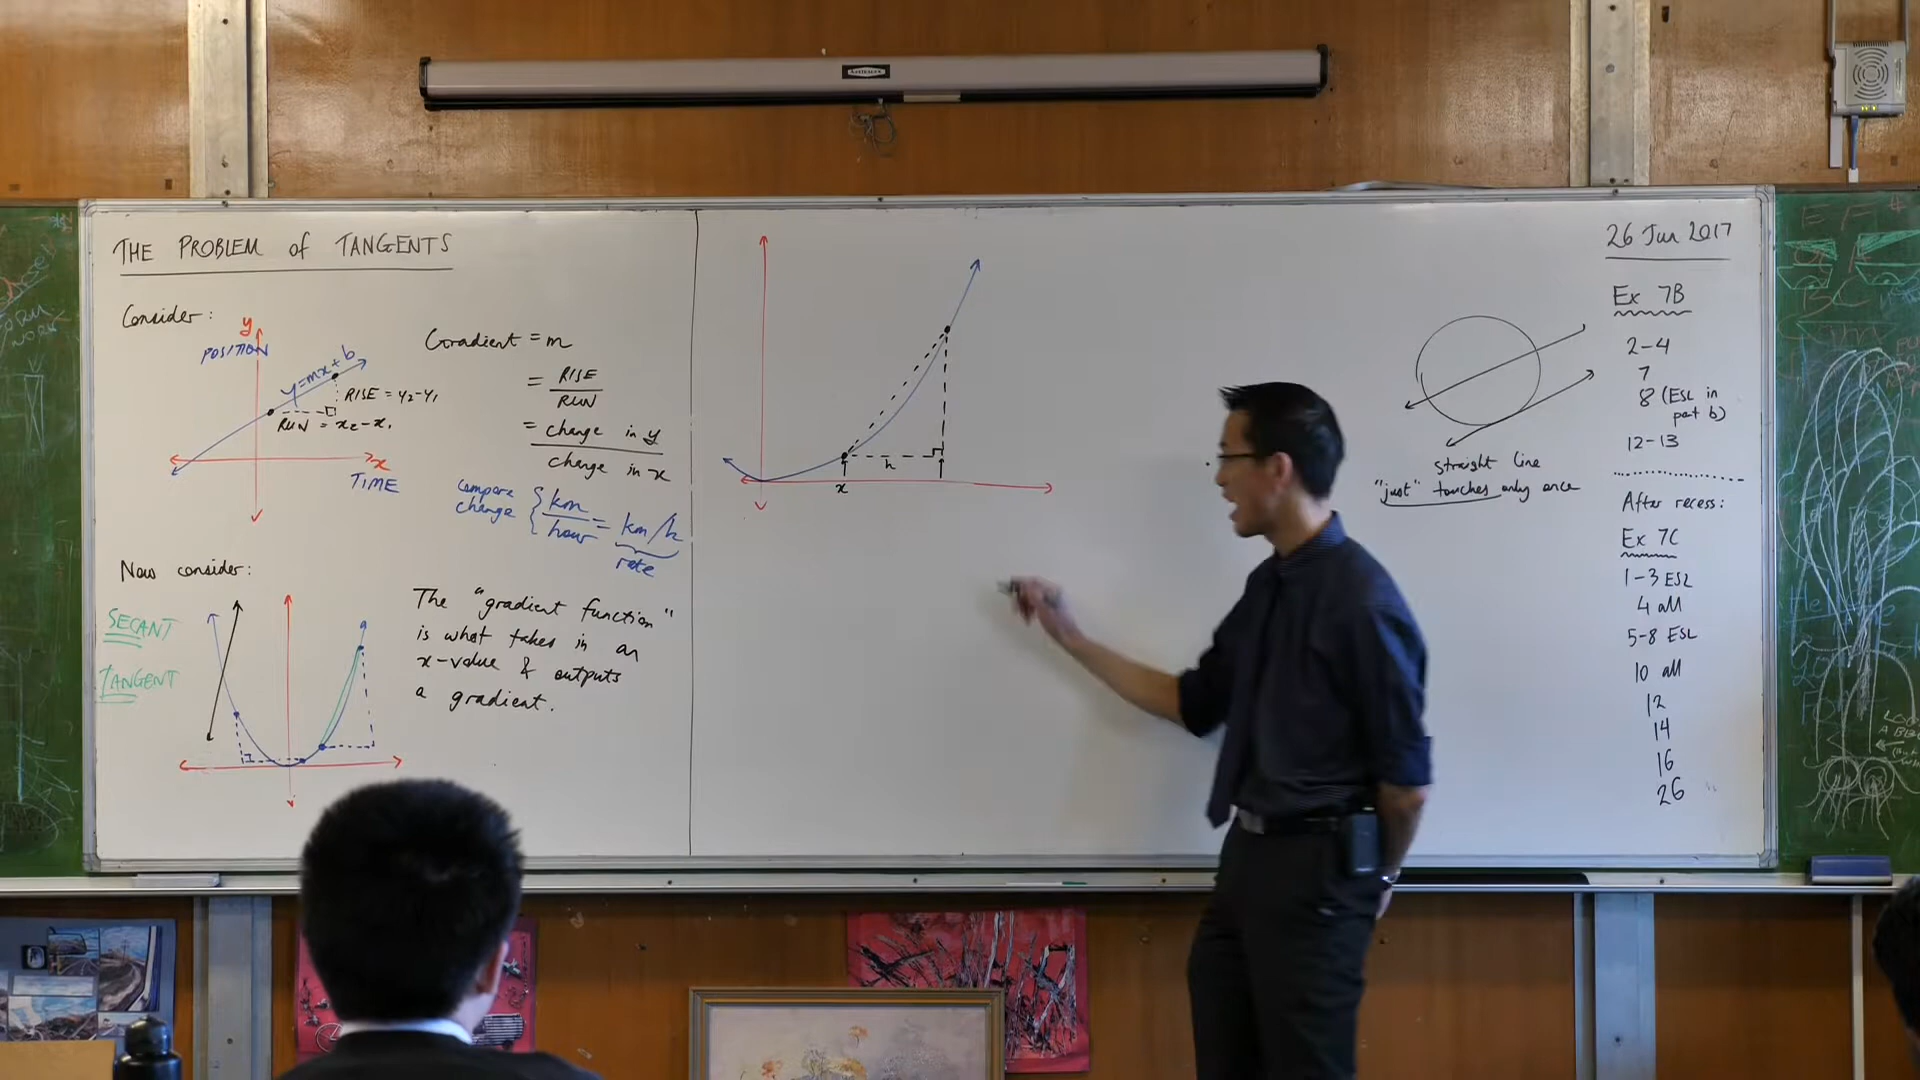 THE PROBLEM of TANGENTS
Consider:
y
POSITION
y=mx+b
RISE = y₂-y₁
RUN = x₂-x₁
x
TIME
Gradient = m
= RISE
RUN
= change in y
change in x
compare
change
km
hour
= km/h
rate
Now consider:
SECANT
TANGENT
The "gradient function"
is what takes in an
x-value & outputs
a gradient.
h
x
straight line
"just" touches only once
26 Jun 2017
Ex 7B
2-4
7
8 (ESL in
part b)
12-13
After recess:
Ex 7C
1-3 ESL
4 all
5-8 ESL
10 all
12
14
16
26